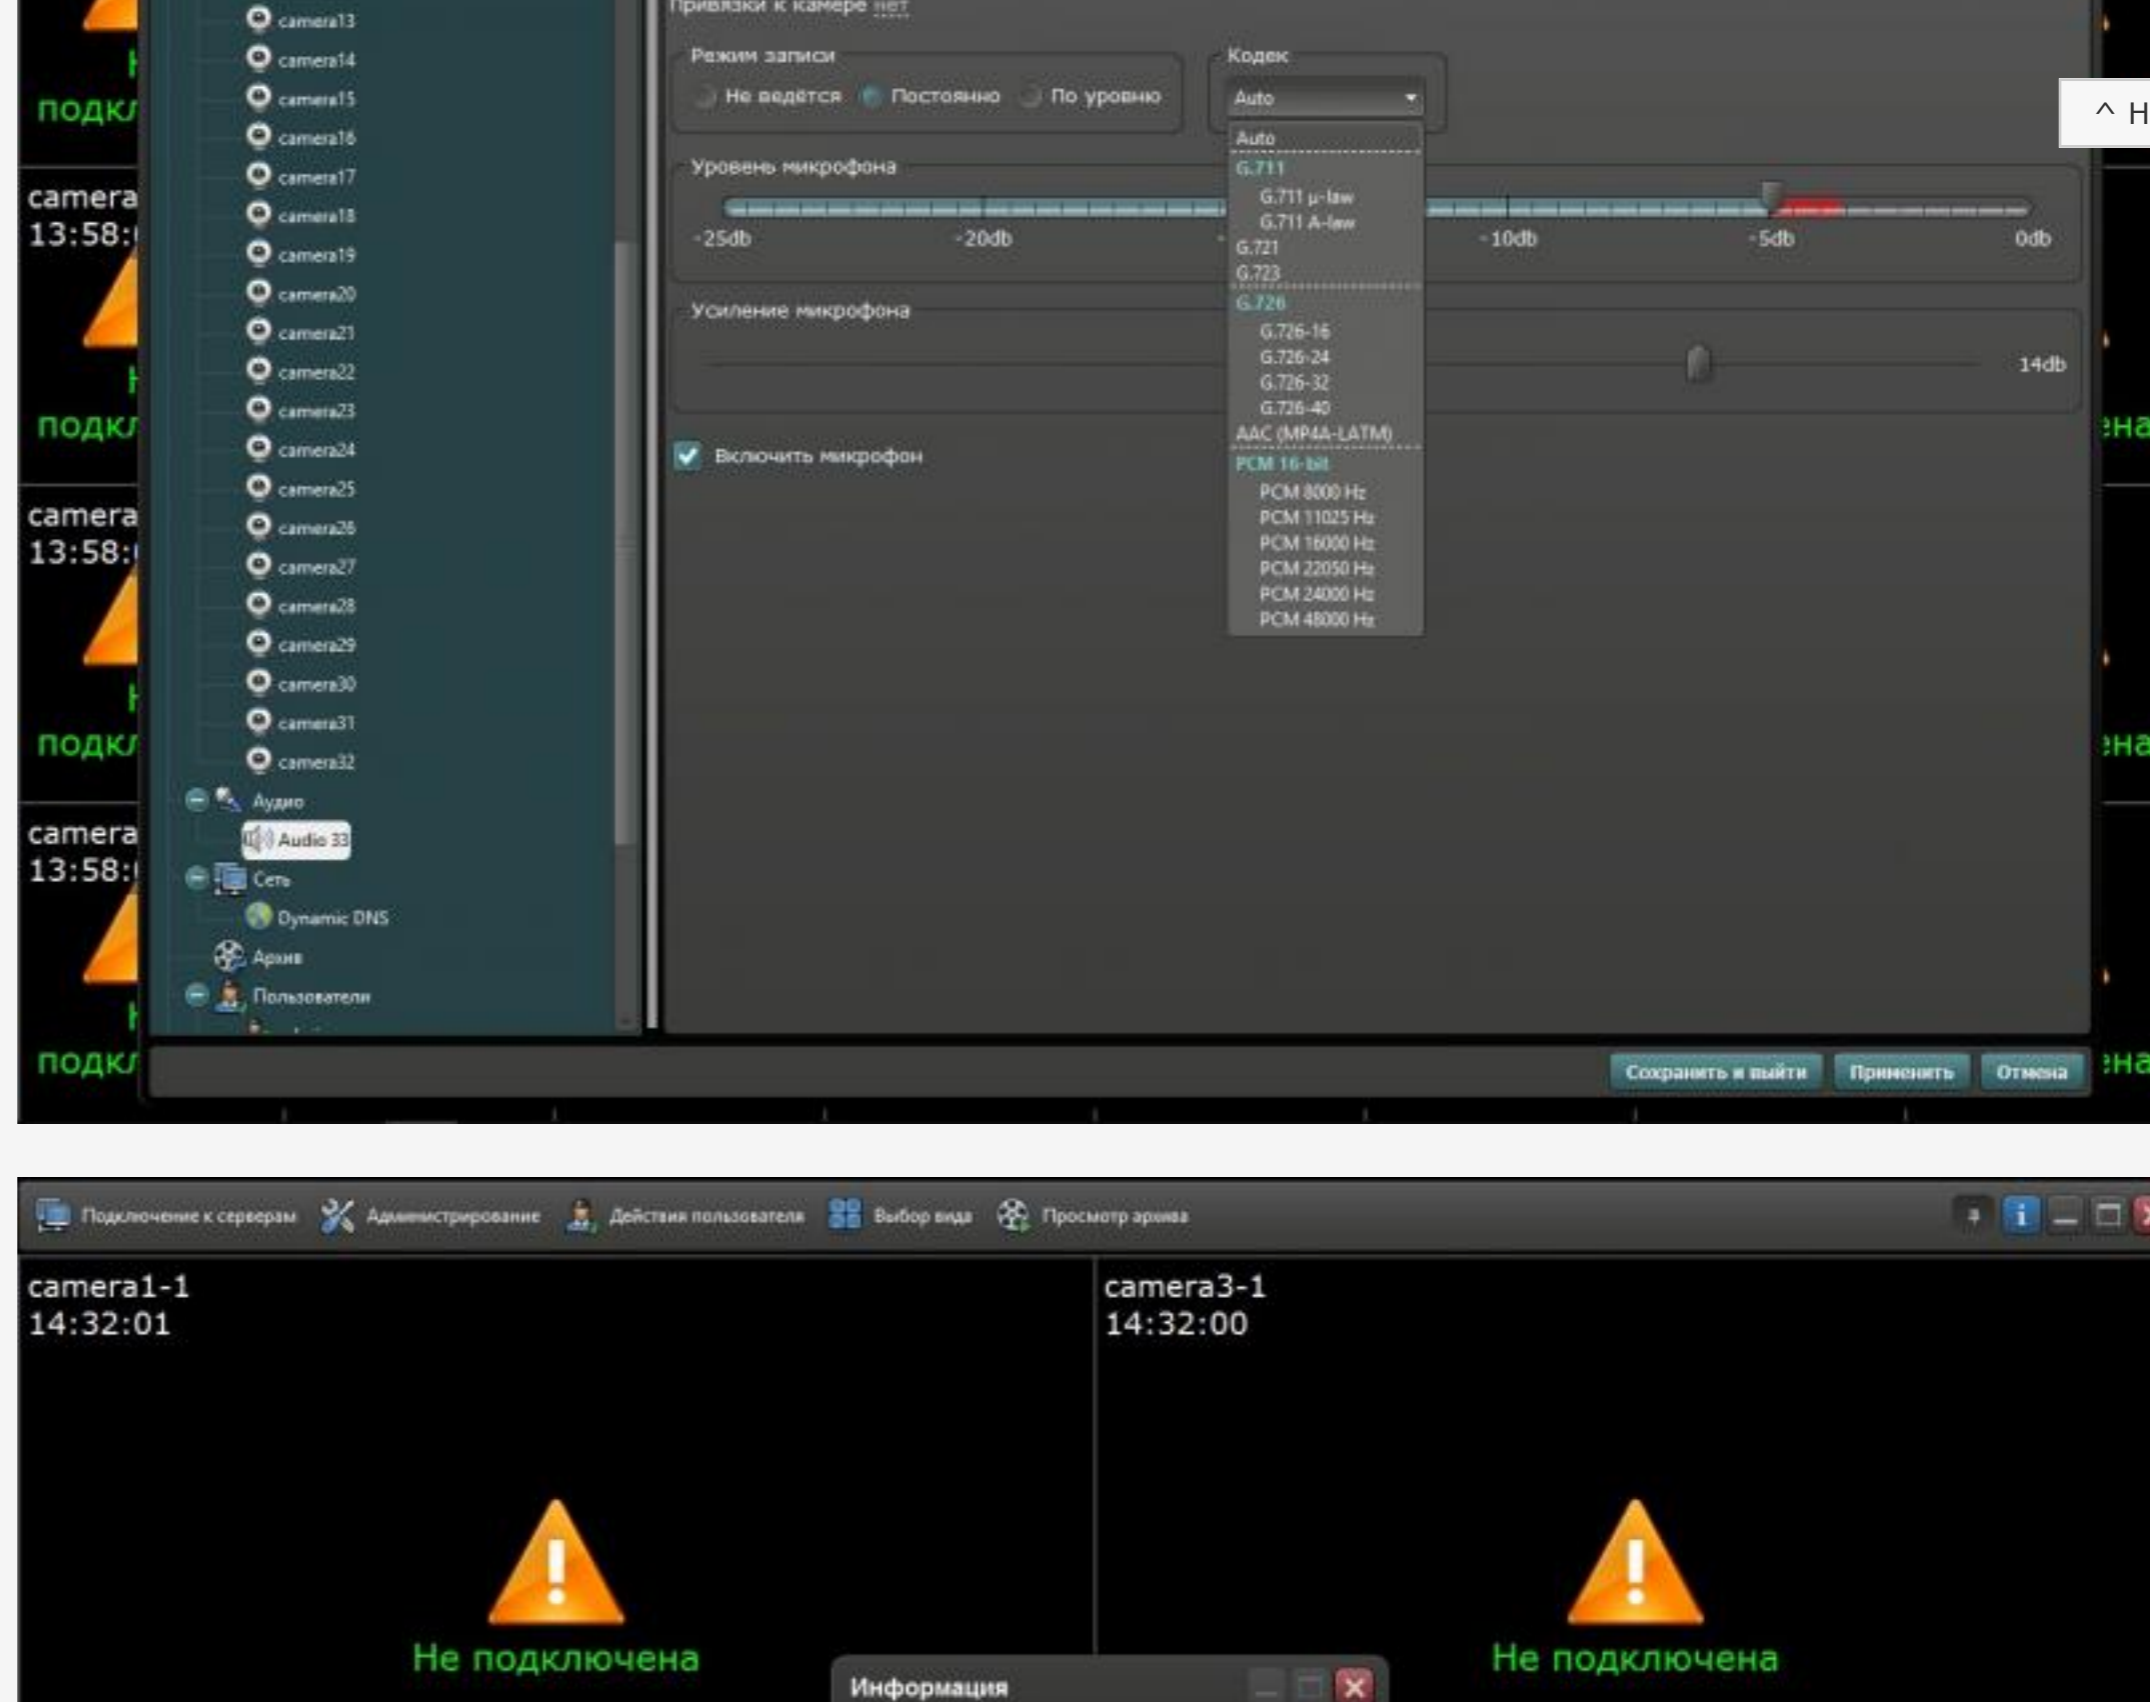 Привязки к камере нет
Режим записи
Не ведётся Постоянно По уровню
Кодек
Auto
Auto
G.711
G.711 µ-law
G.711 A-law
G.721
G.723
G.726
G.726-16
G.726-24
G.726-32
G.726-40
AAC (MP4A-LATM)
PCM 16-bit
PCM 8000 Hz
PCM 11025 Hz
PCM 16000 Hz
PCM 22050 Hz
PCM 24000 Hz
PCM 48000 Hz
Уровень микрофона
-25db -20db - -10db -5db 0db
Усиление микрофона
14db
Включить микрофон
camera13
camera14
camera15
camera16
camera17
camera18
camera19
camera20
camera21
camera22
camera23
camera24
camera25
camera26
camera27
camera28
camera29
camera30
camera31
camera32
Аудио
Audio 33
Сеть
Dynamic DNS
Архив
Пользователи
подкл
camera
13:58:
Н
подкл
ена
camera
13:58:
Н
подкл
ена
camera
13:58:
Н
подкл
ена
^ Н
Сохранить и выйти Применить Отмена
Подключение к серверам Администрирование Действия пользователя Выбор вида Просмотр архива
camera1-1
14:32:01
camera3-1
14:32:00
Не подключена
Не подключена
Информация